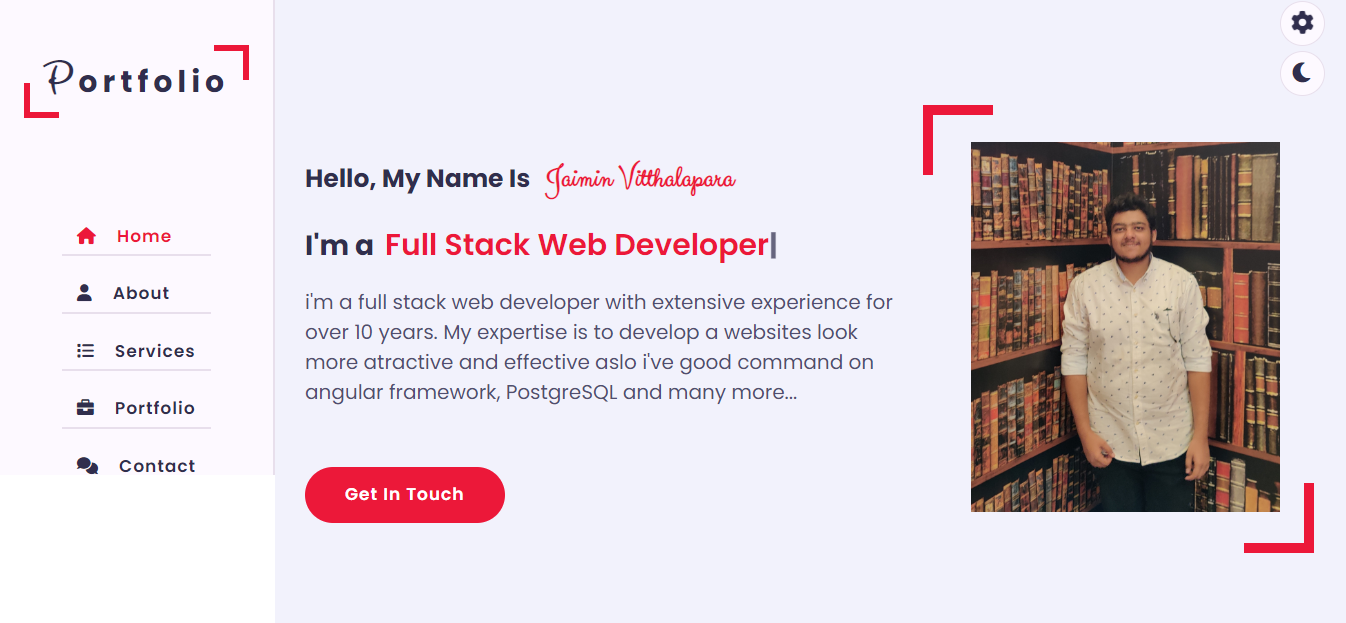 Portfolio
Home
About
Services
Portfolio
Contact
Hello, My Name Is Jaimin Vitthalapara
I'm a Full Stack Web Developer
i'm a full stack web developer with extensive experience for
over 10 years. My expertise is to develop a websites look
more atractive and effective aslo i've good command on
angular framework, PostgreSQL and many more...
Get In Touch